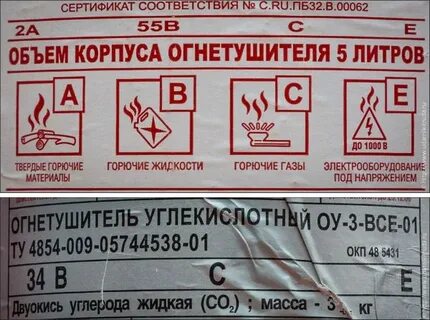 СЕРТИФИКАТ СООТВЕТСТВИЯ № C.RU.ПБ32.В.00062
2A 55B C E
ОБЪЕМ КОРПУСА ОГНЕТУШИТЕЛЯ 5 ЛИТРОВ
A B C E
ДО 1000 В
ТВЕРДЫЕ ГОРЮЧИЕ МАТЕРИАЛЫ
ГОРЮЧИЕ ЖИДКОСТИ
ГОРЮЧИЕ ГАЗЫ
ЭЛЕКТРООБОРУДОВАНИЕ ПОД НАПРЯЖЕНИЕМ
ОГНЕТУШИТЕЛЬ УГЛЕКИСЛОТНЫЙ ОУ-3-ВСЕ-01
ТУ 4854-009-05744538-01 ОКП 48 5431
34 В С Е
Двуокись углерода жидкая (CO₂) ; масса - 3 кг